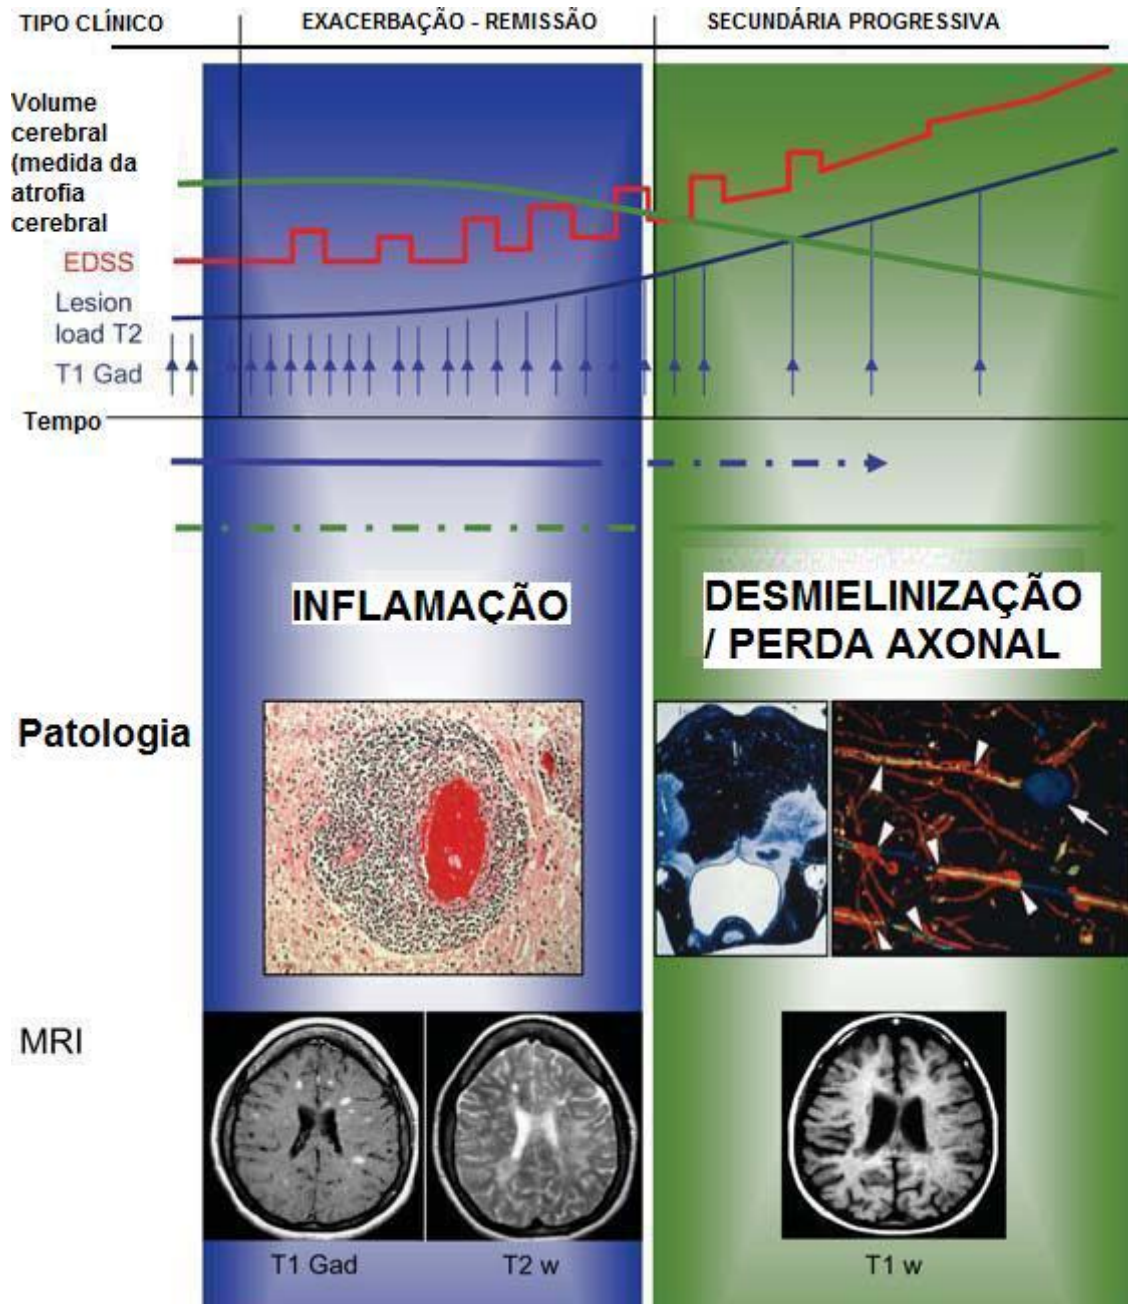 TIPO CLÍNICO
EXACERBAÇÃO - REMISSÃO
SECUNDÁRIA PROGRESSIVA
Volume
cerebral
(medida da
atrofia
cerebral
EDSS
Lesion
load T2
T1 Gad
Tempo
INFLAMAÇÃO
DESMIELINIZAÇÃO
/ PERDA AXONAL
Patologia
MRI
T1 Gad
T2 w
T1 w